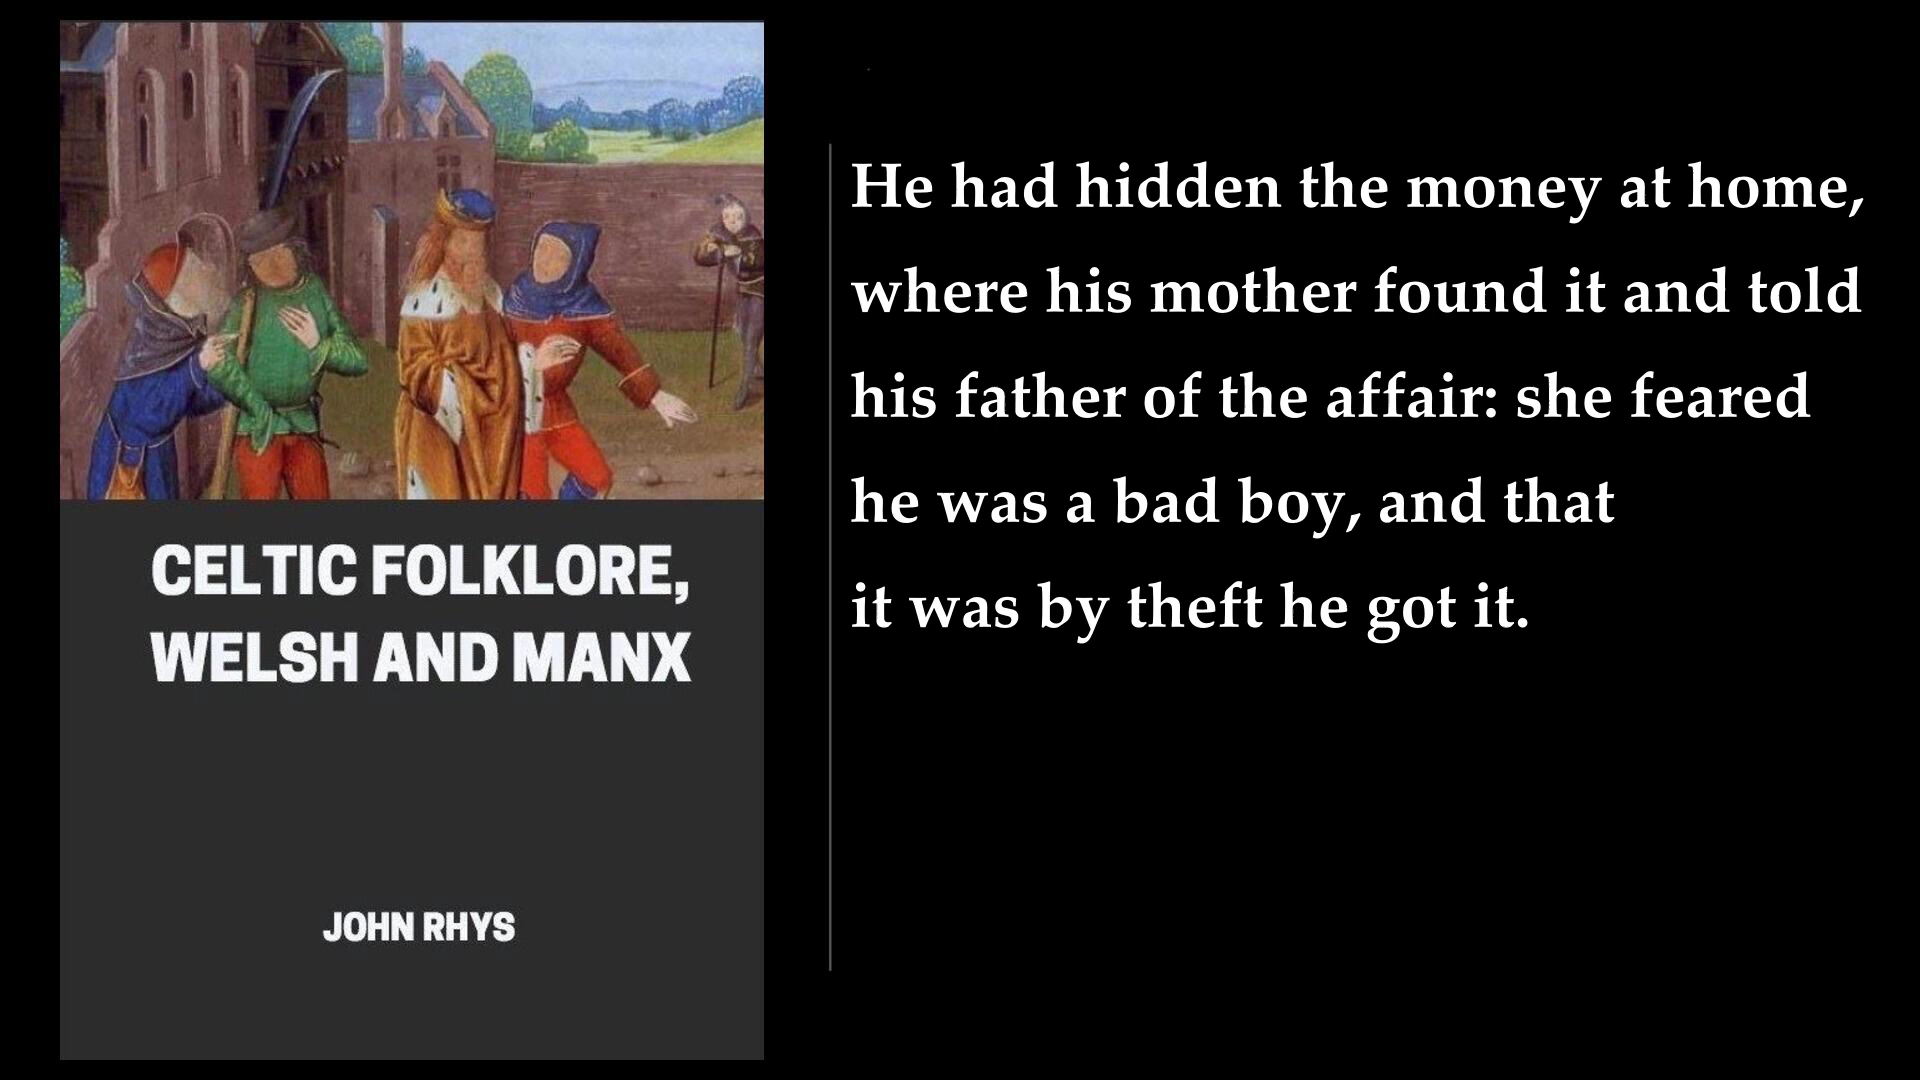 CELTIC FOLKLORE,
WELSH AND MANX
JOHN RHYS
He had hidden the money at home,
where his mother found it and told
his father of the affair: she feared
he was a bad boy, and that
it was by theft he got it.